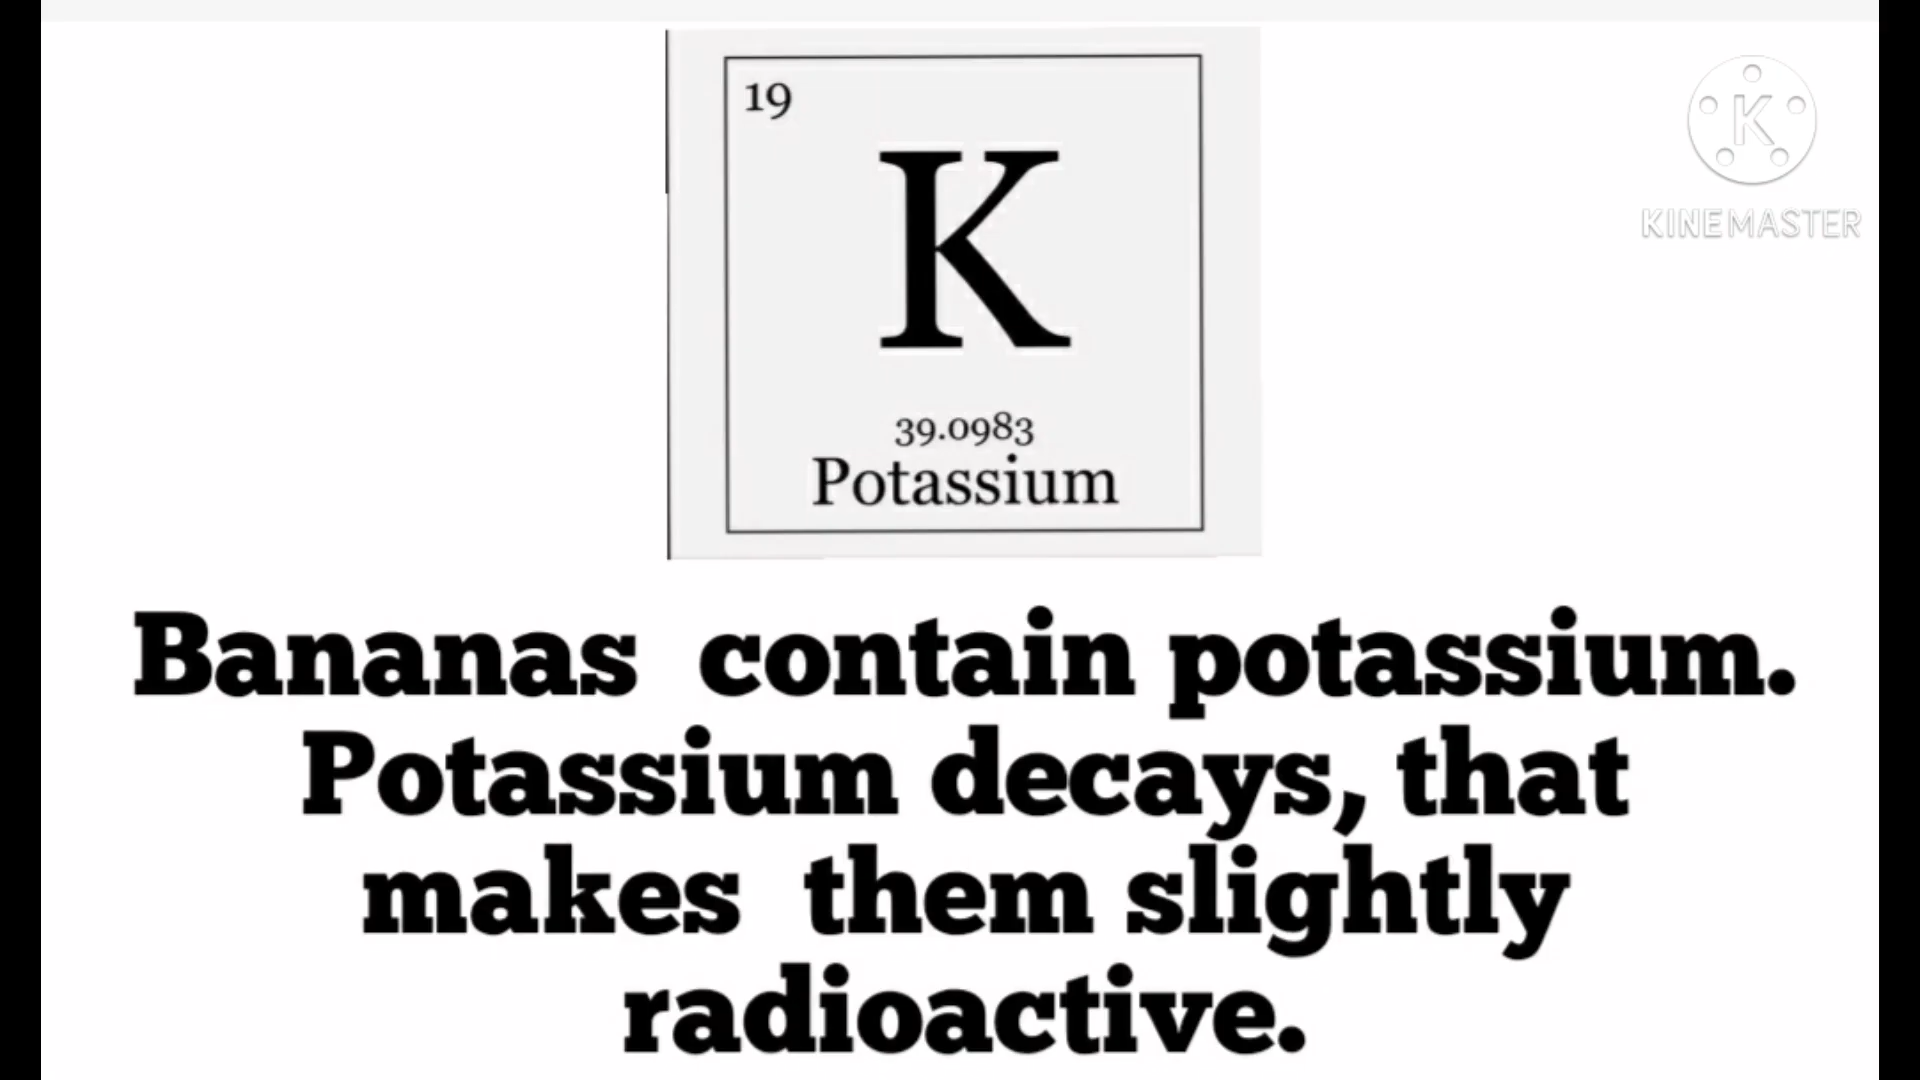 19
K
K
KINEMASTER
39.0983
Potassium
Bananas contain potassium.
Potassium decays, that
makes them slightly
radioactive.